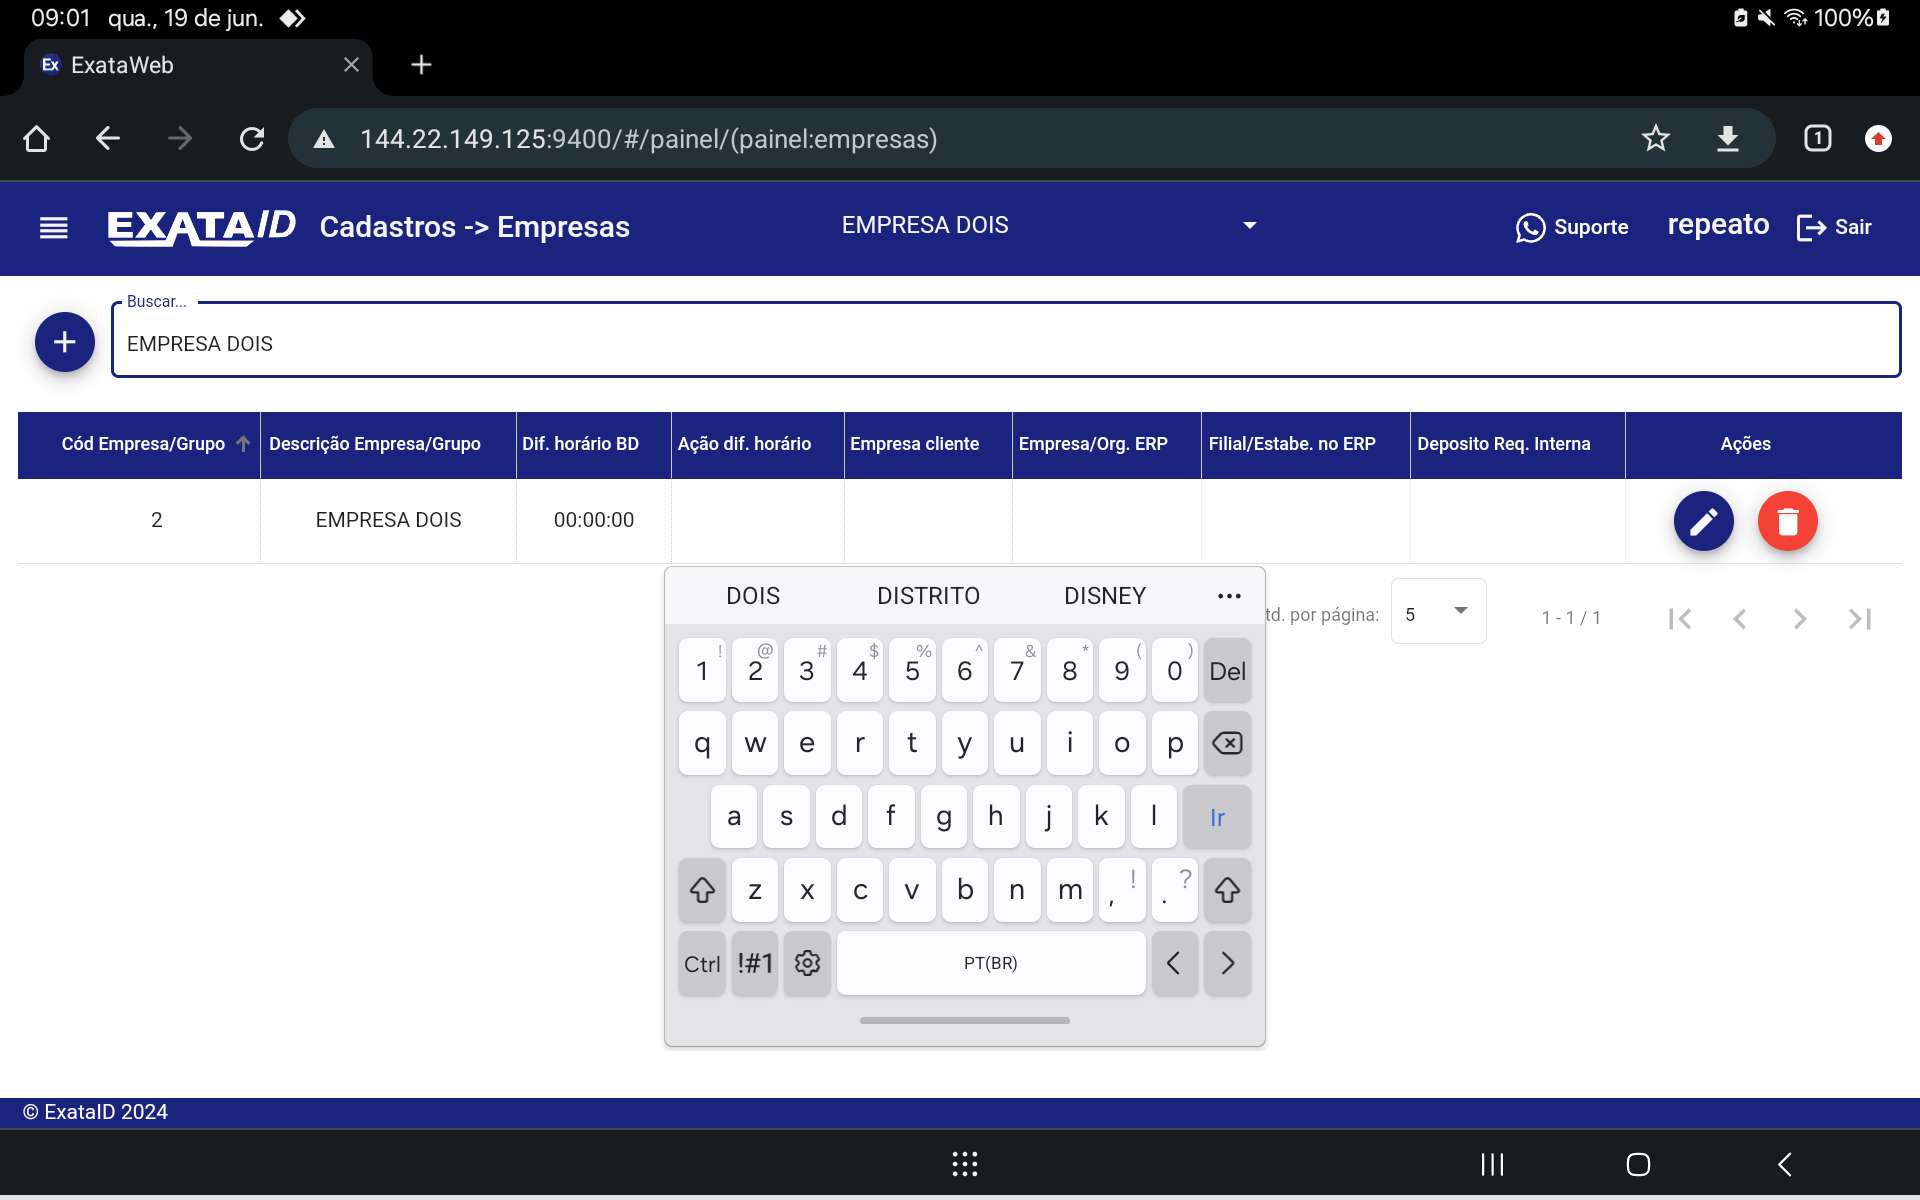 09:01 qua., 19 de jun. 100%
Ex ExataWeb
144.22.149.125:9400/#/painel/(painel:empresas) 1
EXATA/ID Cadastros -> Empresas EMPRESA DOIS Suporte repeato Sair
Buscar...
EMPRESA DOIS
Cód Empresa/Grupo Descrição Empresa/Grupo Dif. horário BD Ação dif. horário Empresa cliente Empresa/Org. ERP Filial/Estabe. no ERP Deposito Req. Interna Ações
2 EMPRESA DOIS 00:00:00
DOIS DISTRITO DISNEY ...
td. por página: 5 1 - 1 / 1
! @ # $ % ^ & * ( )
1 2 3 4 5 6 7 8 9 0 Del
q w e r t y u i o p
a s d f g h j k l Ir
z x c v b n m , ! . ?
Ctrl !#1 PT(BR)
© ExataID 2024